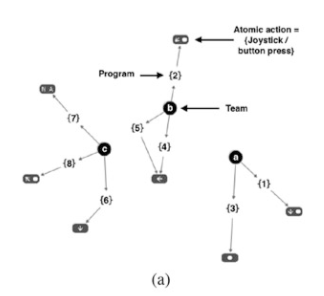 Atomic action =
{Joystick /
button press}
Program
{2}
b
Team
{7}
{5}
{4}
c
a
{8}
{1}
{6}
{3}
(a)